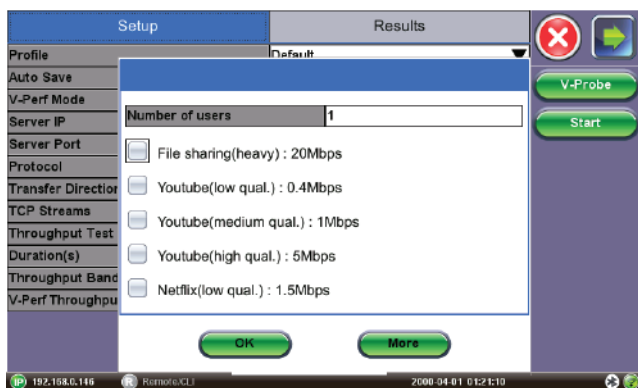 Setup
Results
Profile
Default
Auto Save
V-Perf Mode
Server IP
Server Port
Protocol
Transfer Direction
TCP Streams
Throughput Test
Duration(s)
Throughput Band
V-Perf Throughpu
Number of users
1
File sharing(heavy) : 20Mbps
Youtube(low qual.) : 0.4Mbps
Youtube(medium qual.) : 1Mbps
Youtube(high qual.) : 5Mbps
Netflix(low qual.) : 1.5Mbps
OK
More
V-Probe
Start
IP 192.168.0.146
R Remote/CLI
2000-04-01 01:21:10